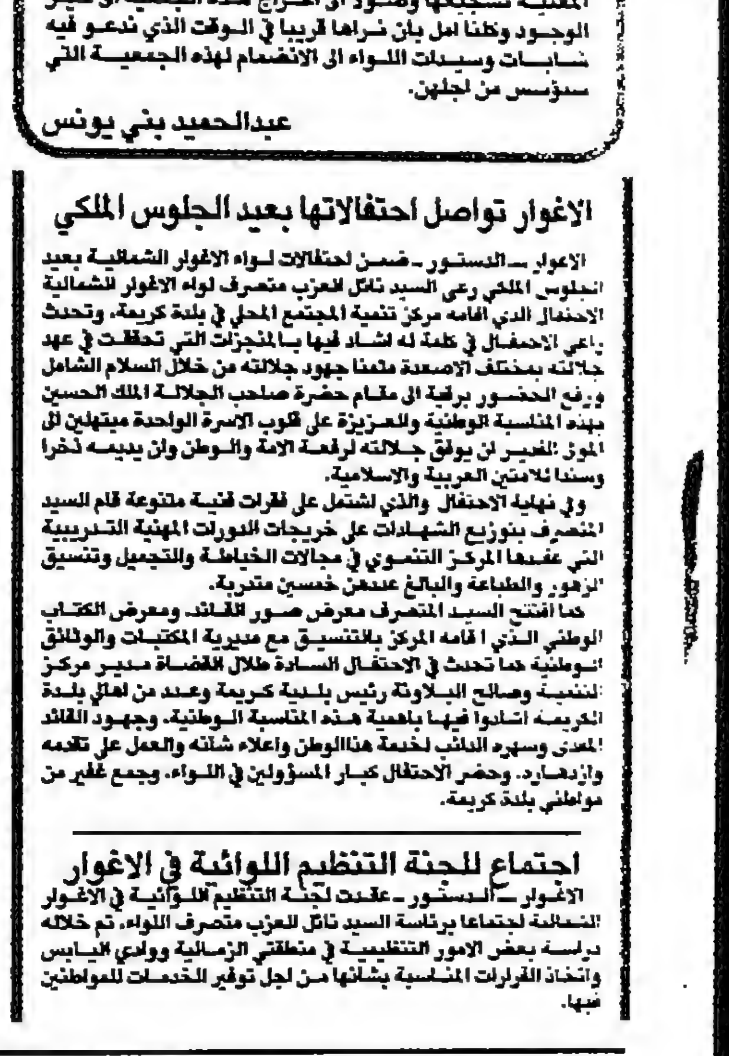 المعنية تسجيلها وصولا الى اخراج هذه الجمعية الى
الوجود وكلنا امل بان نراها قريبا في الوقت الذي ندعو فيه
شابات وسيدات اللواء الى الانضمام لهذه الجمعية التي
ستؤسس من اجلهن.
عبدالحميد بني يونس
الاغوار تواصل احتفالاتها بعيد الجلوس الملكي
الاغوار ـ الدستور ـ ضمن احتفالات لواء الاغوار الشمالية بعيد
الجلوس الملكي رعى السيد نائل العزب متصرف لواء الاغوار الشمالية
الاحتفال الذي اقامه مركز تنمية المجتمع المحلي في بلدة كريمة، وتحدث
راعي الاحتفال في كلمة له اشاد فيها بالمنجزات التي تحققت في عهد
جلالته بمختلف الاصعدة مثمنا جهود جلالته من خلال السلام الشامل
ورفع الحضور برقية الى مقام حضرة صاحب الجلالة الملك الحسين
بهذه المناسبة الوطنية والعزيزة على قلوب الاسرة الواحدة مبتهلين الى
المولى القدير ان يوفق جلالته لرفعة الامة والوطن وان يديمه ذخرا
وسندا للامتين العربية والاسلامية.
وفي نهاية الاحتفال والذي اشتمل على فقرات فنية متنوعة قام السيد
المتصرف بتوزيع الشهادات على خريجات الدورات المهنية التدريبية
التي عقدها المركز التنموي في مجالات الخياطة والتجميل وتنسيق
الزهور والطباعة والبالغ عددهن خمسين متدربة.
كما افتتح السيد المتصرف معرض صور القائد، ومعرض الكتاب
الوطني الذي اقامه المركز بالتنسيق مع مديرية المكتبات والوثائق
الوطنية كما تحدث في الاحتفال السادة طلال القضاة مدير مركز
التنمية وصالح البلاونة رئيس بلدية كريمة وعدد من اهالي بلدة
الكريمه اشادوا فيها باهمية هذه المناسبة الوطنية، وجهود القائد
المفدى وسهره الدائب لخدمة هذاالوطن واعلاء شأنه والعمل على تقدمه
وازدهاره. وحضر الاحتفال كبار المسؤولين في اللواء، وجمع غفير من
مواطني بلدة كريمة.
اجتماع للجنة التنظيم اللوائية في الاغوار
الاغوار ـ الدستور ـ عقدت لجنة التنظيم اللوائية في الاغوار
الشمالية اجتماعا برئاسة السيد نائل العزب متصرف اللواء، تم خلاله
دراسة بعض الامور التنظيمية في منطقتي الزمالية ووادي اليابس
واتخاذ القرارات المناسبة بشانها من اجل توفير الخدمات للمواطنين
فيها.